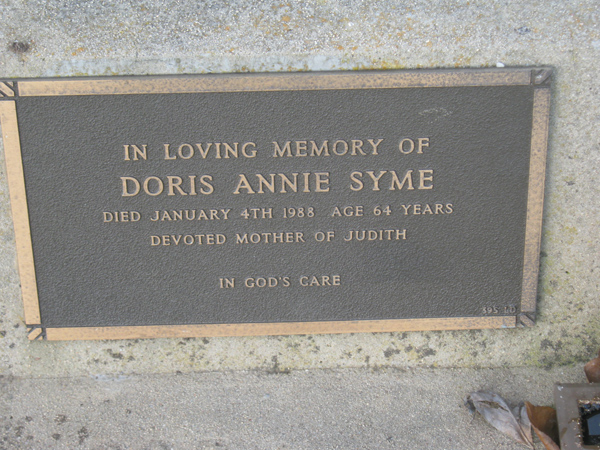 IN LOVING MEMORY OF
DORIS ANNIE SYME
DIED JANUARY 4TH 1988 AGE 64 YEARS
DEVOTED MOTHER OF JUDITH
IN GOD'S CARE